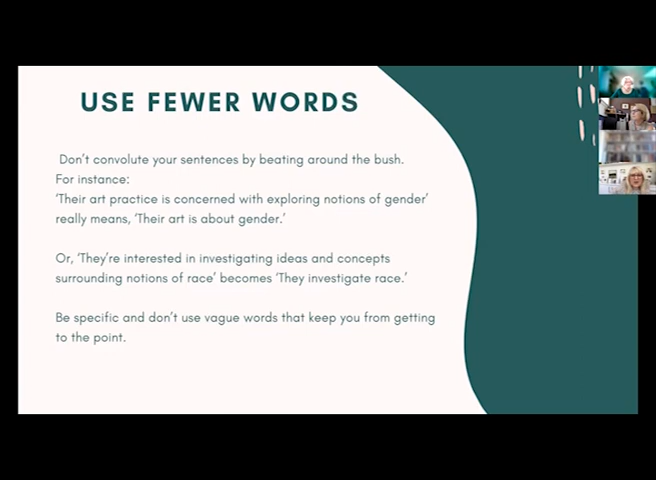 USE FEWER WORDS
Don't convolute your sentences by beating around the bush.
For instance:
'Their art practice is concerned with exploring notions of gender'
really means, 'Their art is about gender.'
Or, 'They're interested in investigating ideas and concepts
surrounding notions of race' becomes 'They investigate race.'
Be specific and don't use vague words that keep you from getting
to the point.